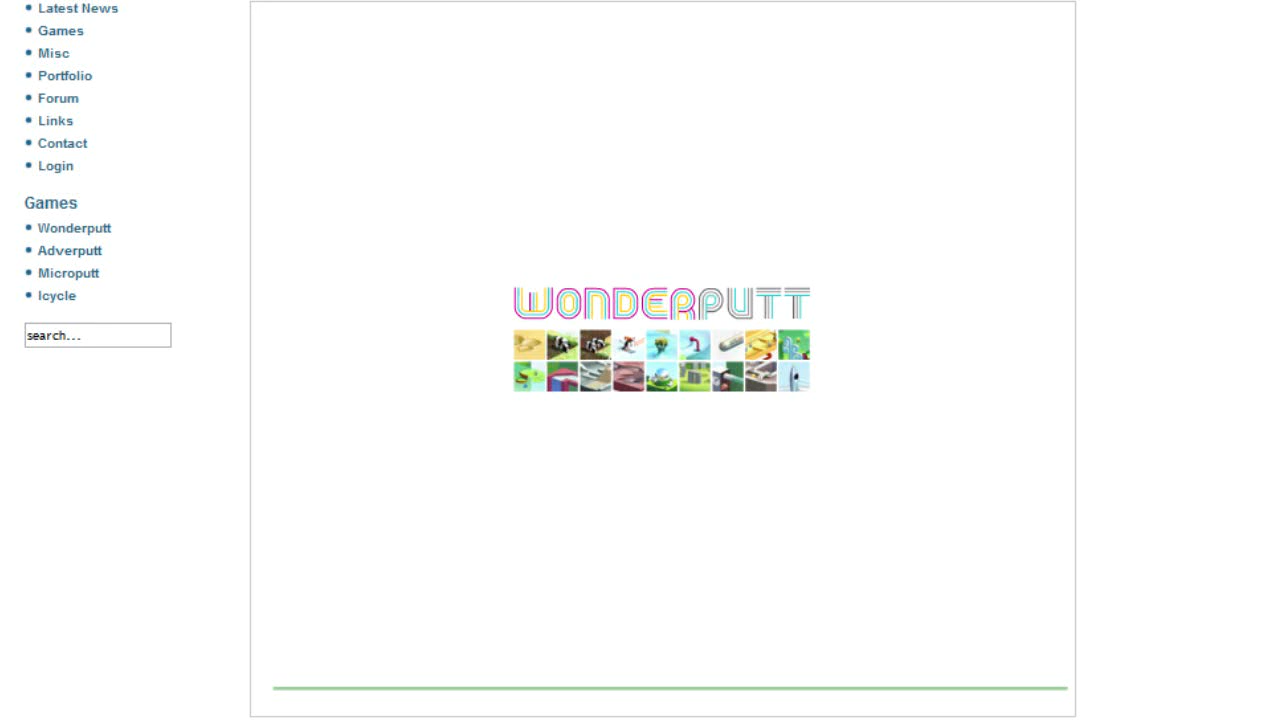 Latest News
Games
Misc
Portfolio
Forum
Links
Contact
Login
Games
Wonderputt
Adverputt
Microputt
Icycle
search...
WONDERPUTT